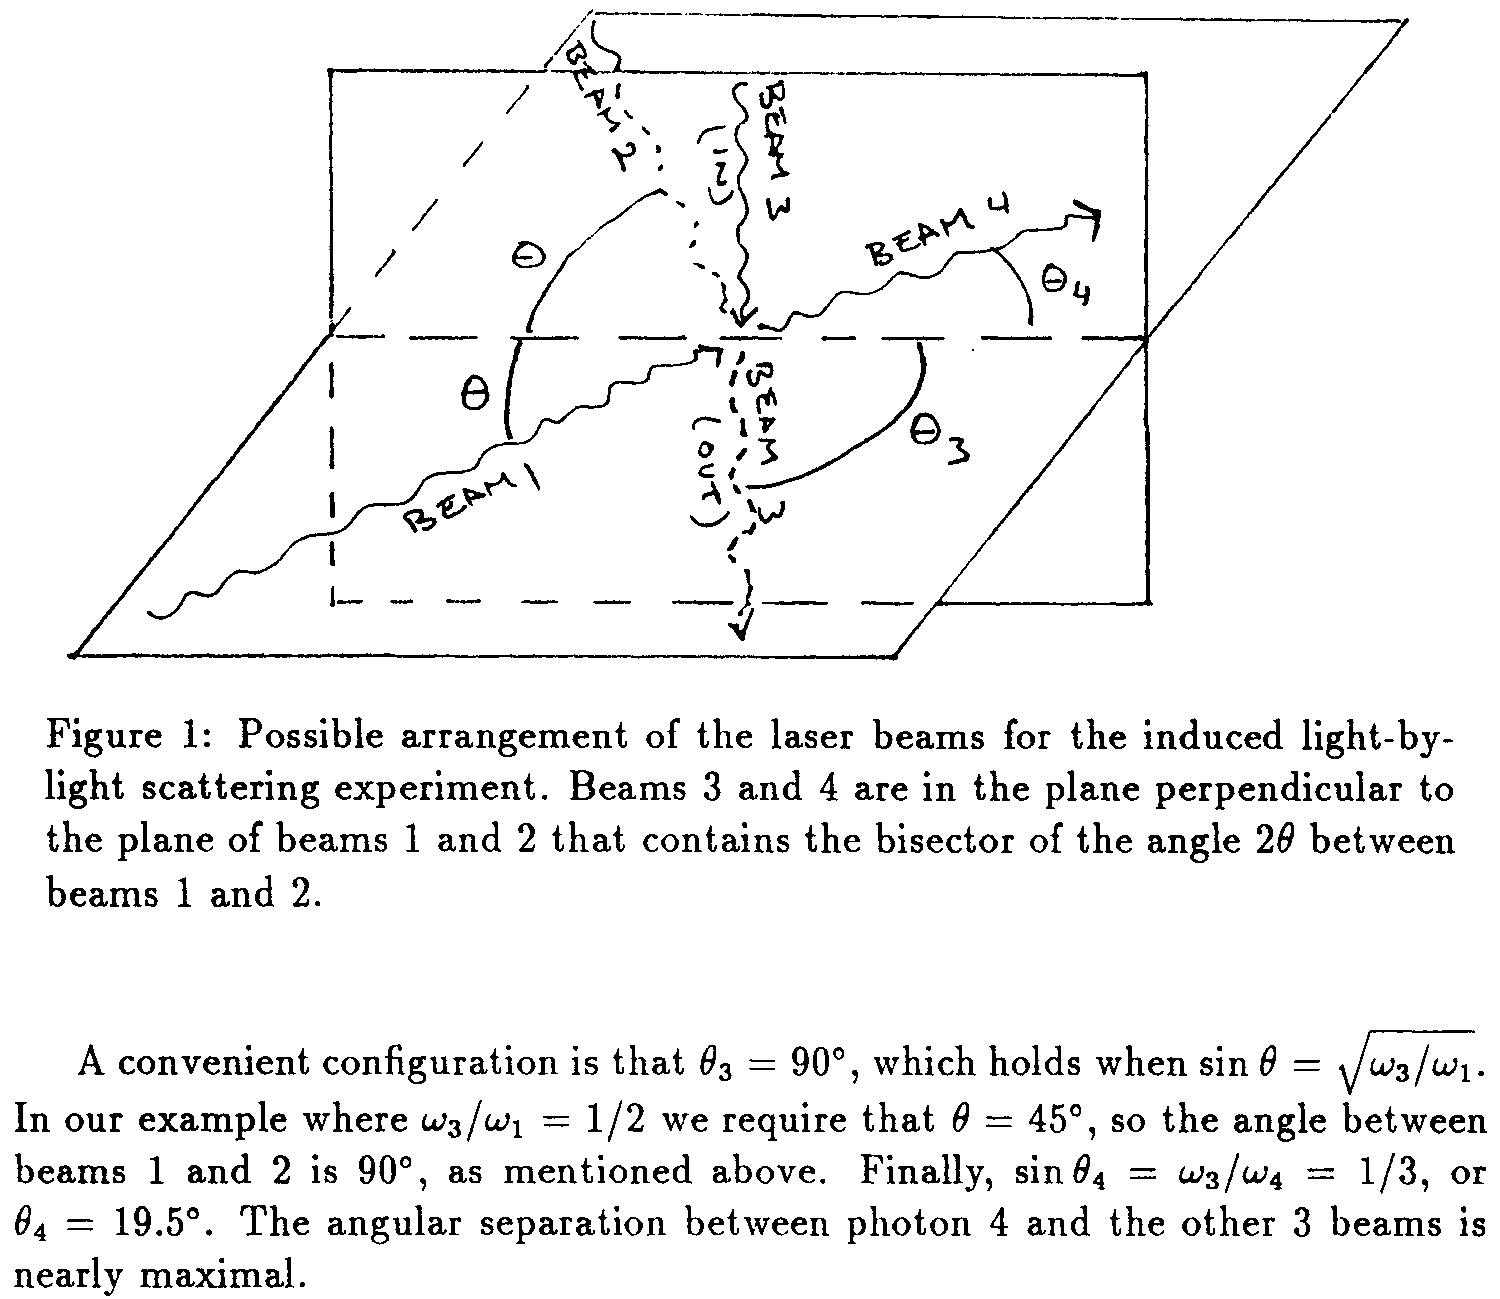 BEAM 2
BEAM 3
(IN)
BEAM 4
Θ
Θ4
Θ
BEAM 1
BEAM 3
(OUT)
Θ3
Figure 1: Possible arrangement of the laser beams for the induced light-by-
light scattering experiment. Beams 3 and 4 are in the plane perpendicular to
the plane of beams 1 and 2 that contains the bisector of the angle 2θ between
beams 1 and 2.
A convenient configuration is that θ₃ = 90°, which holds when sin θ = √ω₃/ω₁.
In our example where ω₃/ω₁ = 1/2 we require that θ = 45°, so the angle between
beams 1 and 2 is 90°, as mentioned above. Finally, sin θ₄ = ω₃/ω₄ = 1/3, or
θ₄ = 19.5°. The angular separation between photon 4 and the other 3 beams is
nearly maximal.